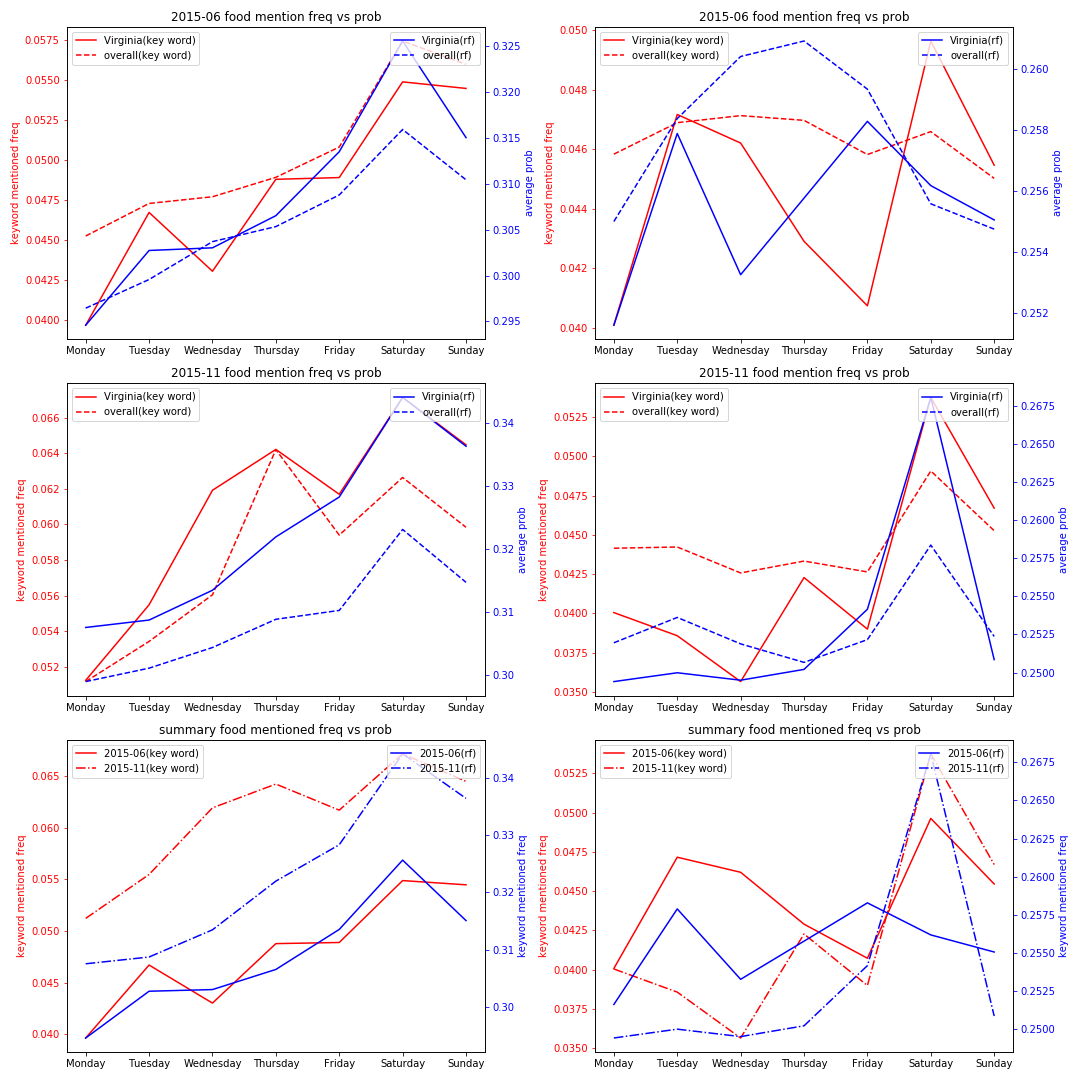 2015-06 food mention freq vs prob
Virginia(key word)
overall(key word)
Virginia(rf)
overall(rf)
keyword mentioned freq
average prob
0.0575
0.0550
0.0525
0.0500
0.0475
0.0450
0.0425
0.0400
0.325
0.320
0.315
0.310
0.305
0.300
0.295
Monday Tuesday Wednesday Thursday Friday Saturday Sunday
2015-06 food mention freq vs prob
Virginia(key word)
overall(key word)
Virginia(rf)
overall(rf)
keyword mentioned freq
average prob
0.050
0.048
0.046
0.044
0.042
0.040
0.260
0.258
0.256
0.254
0.252
Monday Tuesday Wednesday Thursday Friday Saturday Sunday
2015-11 food mention freq vs prob
Virginia(key word)
overall(key word)
Virginia(rf)
overall(rf)
keyword mentioned freq
average prob
0.066
0.064
0.062
0.060
0.058
0.056
0.054
0.052
0.34
0.33
0.32
0.31
0.30
Monday Tuesday Wednesday Thursday Friday Saturday Sunday
2015-11 food mention freq vs prob
Virginia(key word)
overall(key word)
Virginia(rf)
overall(rf)
keyword mentioned freq
average prob
0.0525
0.0500
0.0475
0.0450
0.0425
0.0400
0.0375
0.0350
0.2675
0.2650
0.2625
0.2600
0.2575
0.2550
0.2525
0.2500
Monday Tuesday Wednesday Thursday Friday Saturday Sunday
summary food mentioned freq vs prob
2015-06(key word)
2015-11(key word)
2015-06(rf)
2015-11(rf)
keyword mentioned freq
keyword mentioned freq
0.065
0.060
0.055
0.050
0.045
0.040
0.34
0.33
0.32
0.31
0.30
Monday Tuesday Wednesday Thursday Friday Saturday Sunday
summary food mentioned freq vs prob
2015-06(key word)
2015-11(key word)
2015-06(rf)
2015-11(rf)
keyword mentioned freq
keyword mentioned freq
0.0525
0.0500
0.0475
0.0450
0.0425
0.0400
0.0375
0.0350
0.2675
0.2650
0.2625
0.2600
0.2575
0.2550
0.2525
0.2500
Monday Tuesday Wednesday Thursday Friday Saturday Sunday